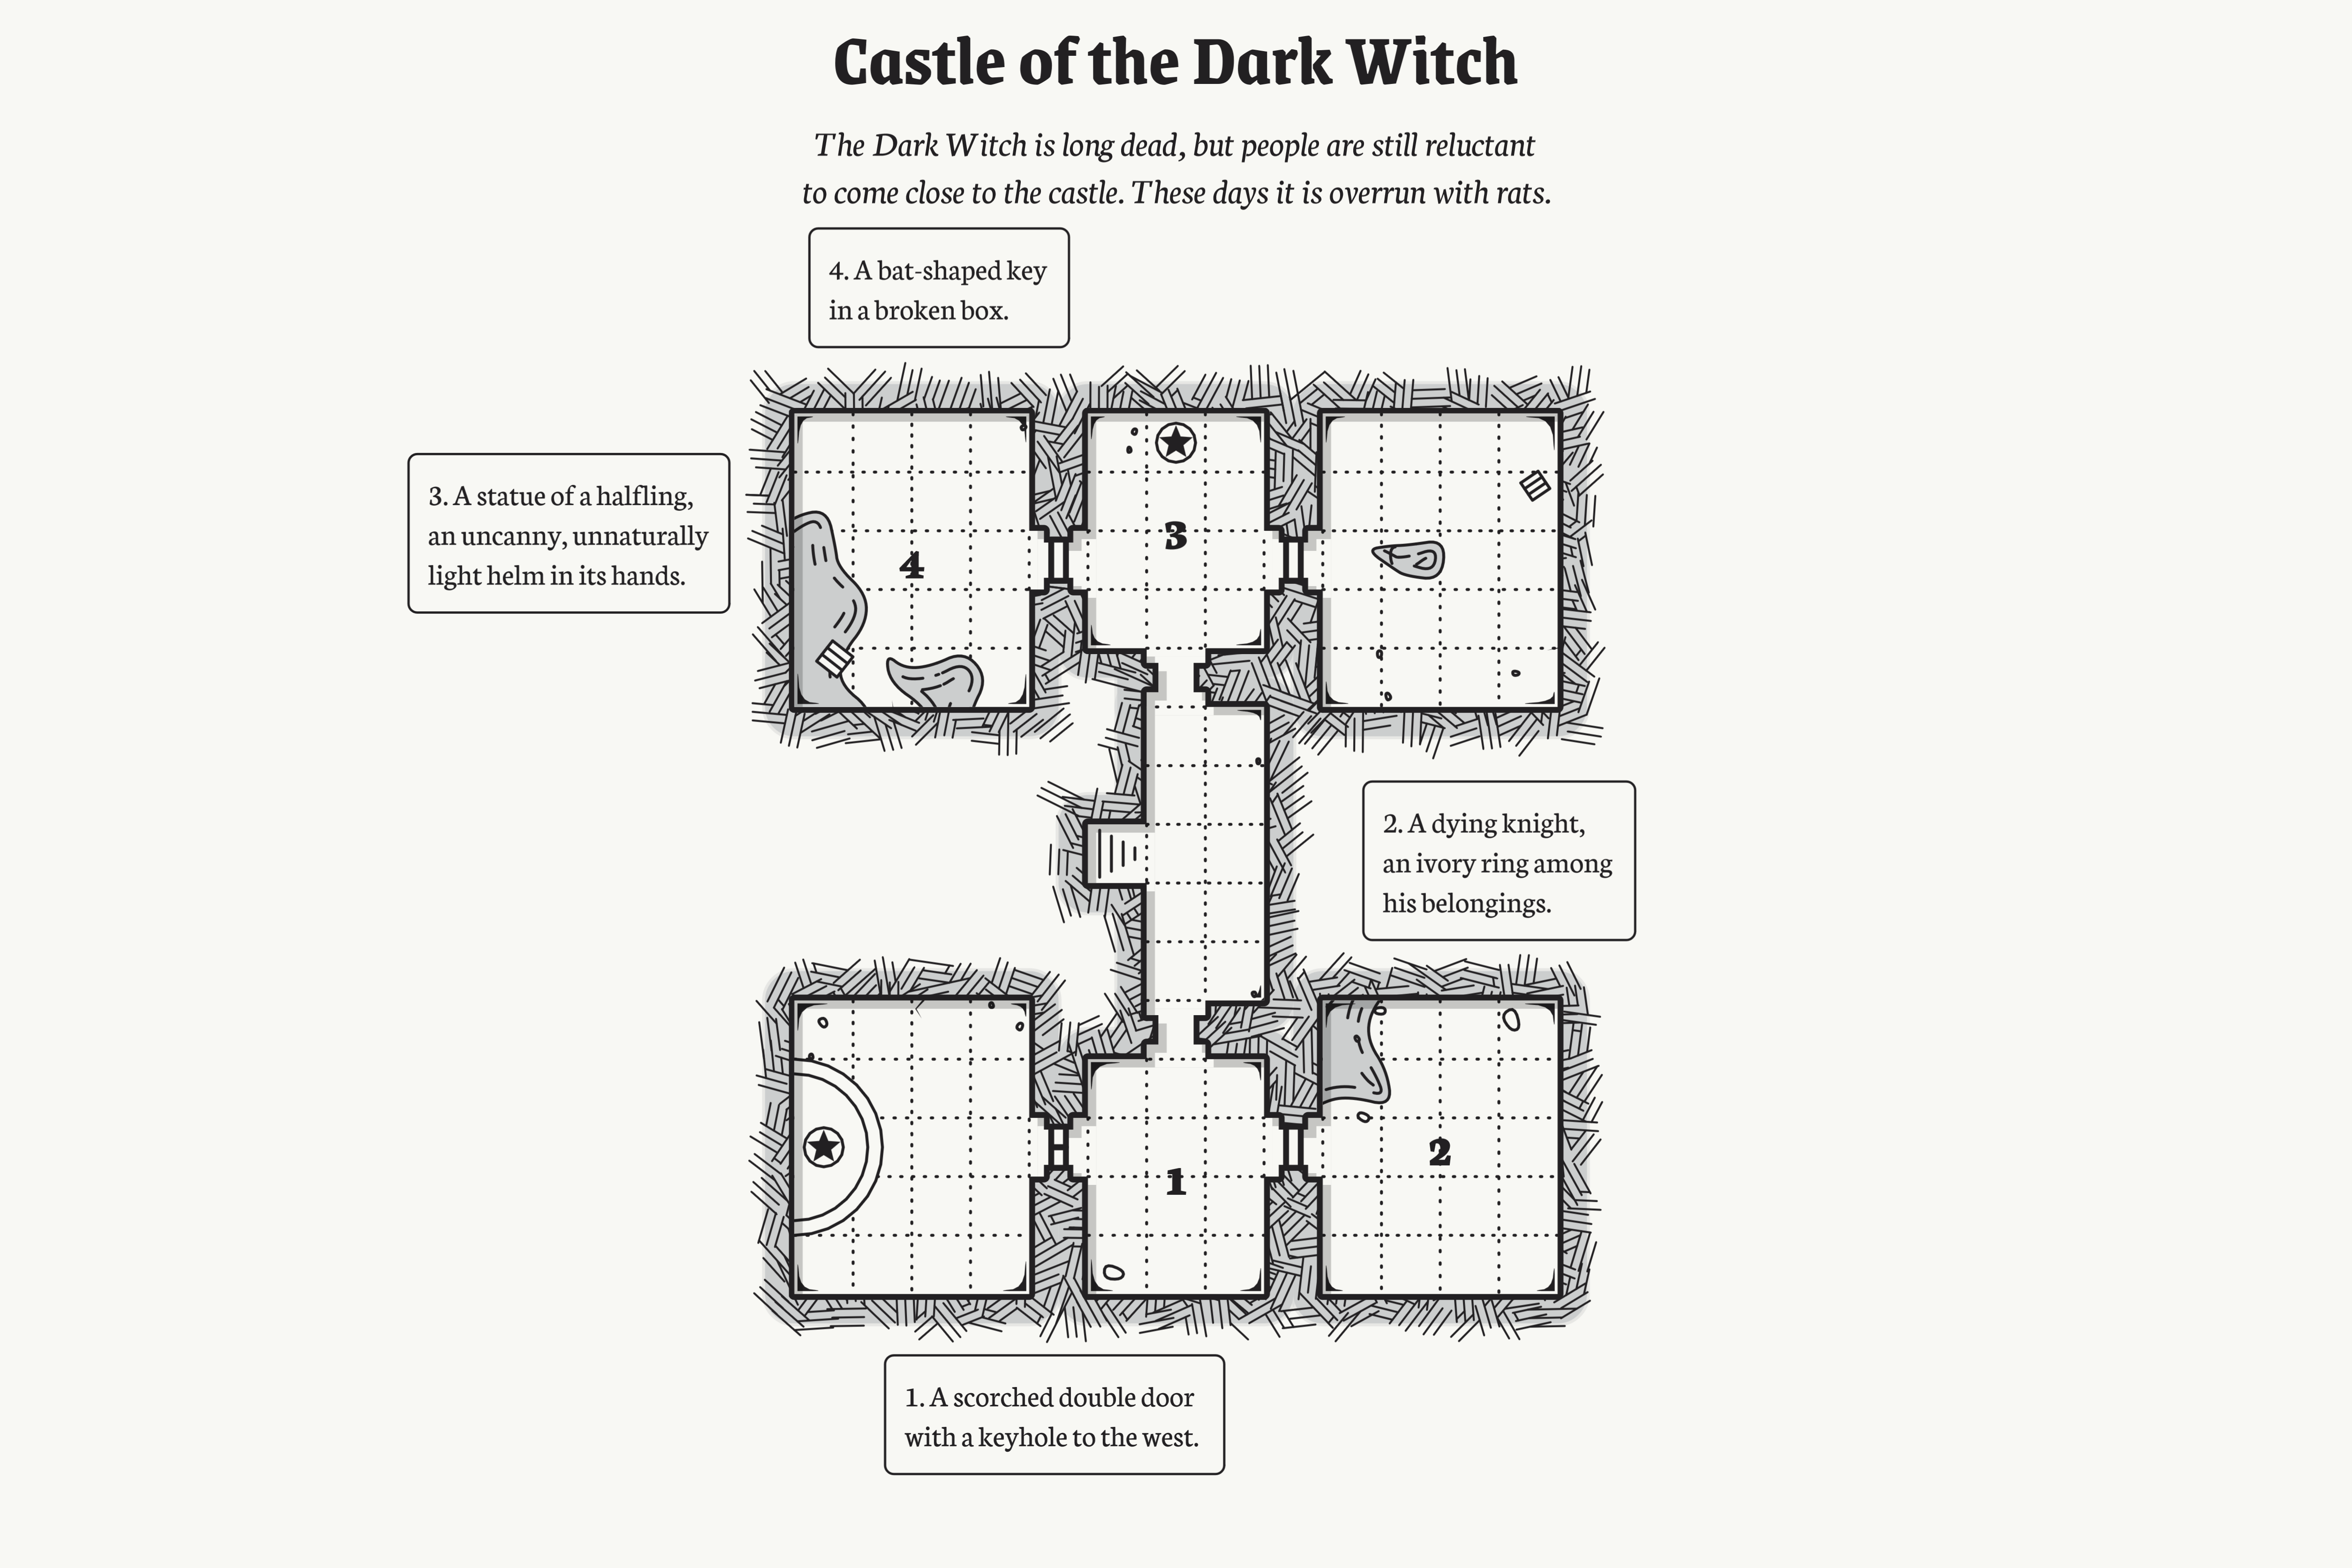 Castle of the Dark Witch
The Dark Witch is long dead, but people are still reluctant
to come close to the castle. These days it is overrun with rats.
4. A bat-shaped key
in a broken box.
3. A statue of a halfling,
an uncanny, unnaturally
light helm in its hands.
3
4
2. A dying knight,
an ivory ring among
his belongings.
2
1
1. A scorched double door
with a keyhole to the west.